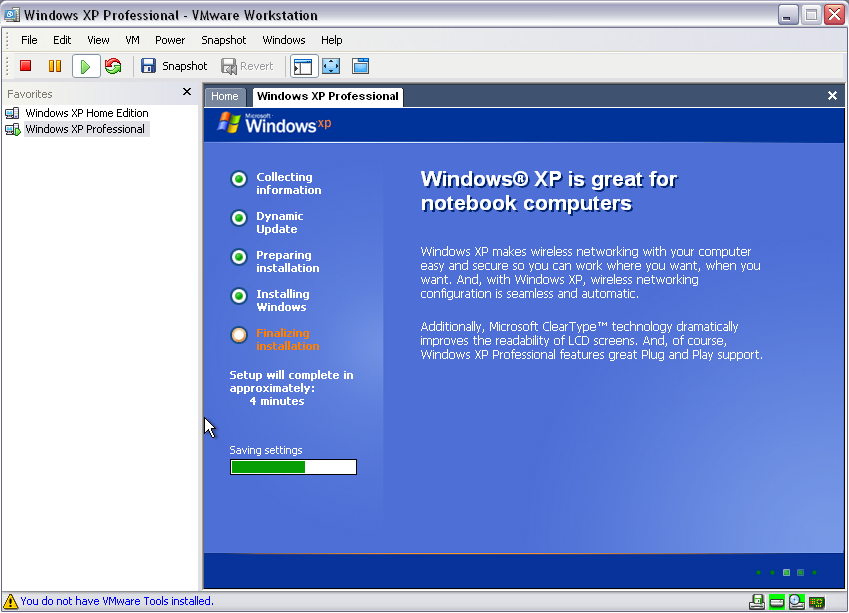 Windows XP Professional - VMware Workstation
File Edit View VM Power Snapshot Windows Help
Snapshot Revert
Favorites
Windows XP Home Edition
Windows XP Professional
Home Windows XP Professional
Microsoft
Windows xp
Collecting
information
Dynamic
Update
Preparing
installation
Installing
Windows
Finalizing
installation
Setup will complete in
approximately:
4 minutes
Saving settings
Windows® XP is great for
notebook computers
Windows XP makes wireless networking with your computer
easy and secure so you can work where you want, when you
want. And, with Windows XP, wireless networking
configuration is seamless and automatic.
Additionally, Microsoft ClearType™ technology dramatically
improves the readability of LCD screens. And, of course,
Windows XP Professional features great Plug and Play support.
You do not have VMware Tools installed.